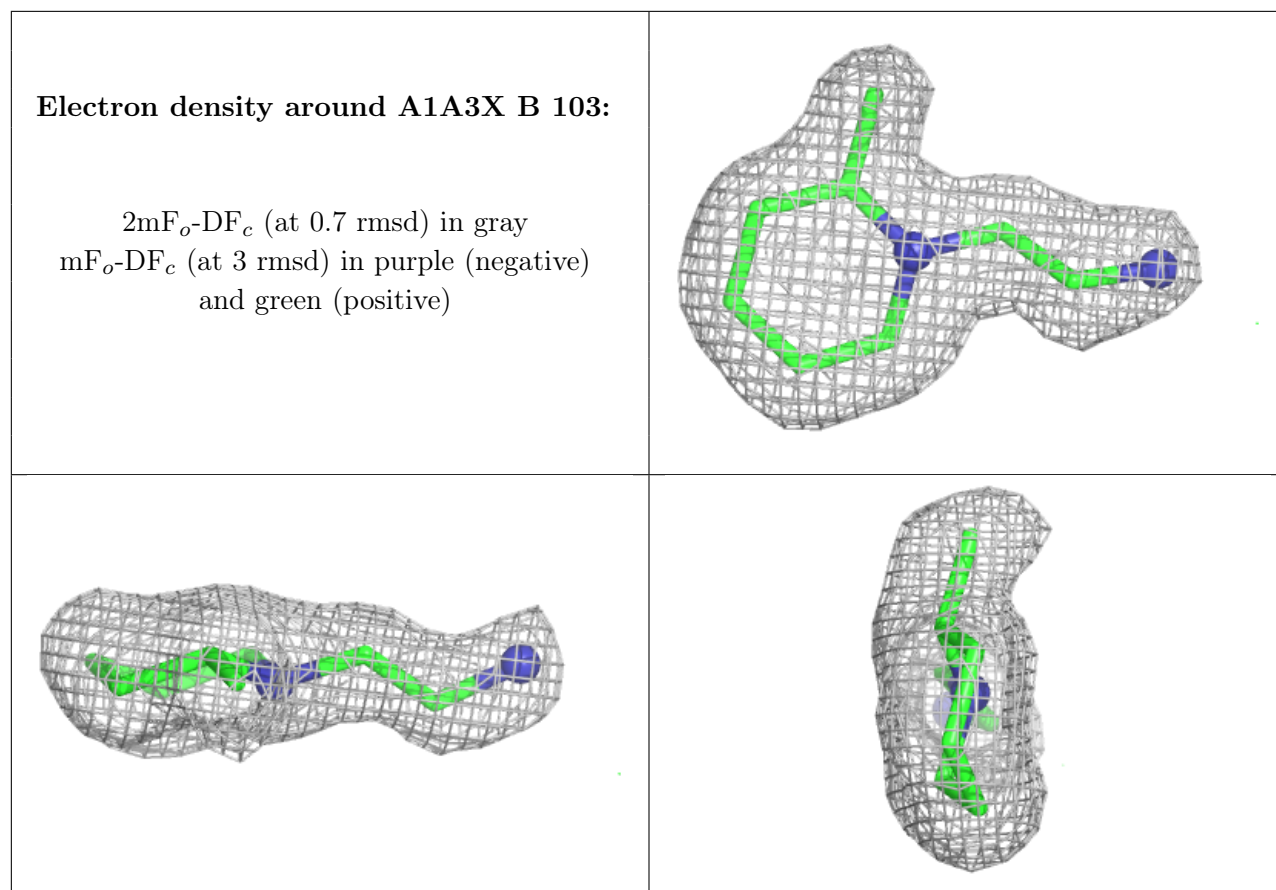 Electron density around A1A3X B 103:
2mFₒ-DF𝒸 (at 0.7 rmsd) in gray
mFₒ-DF𝒸 (at 3 rmsd) in purple (negative)
and green (positive)